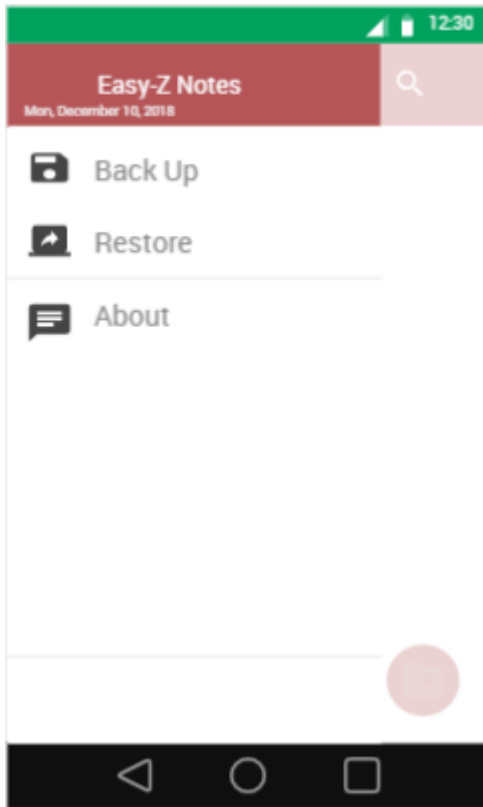 12:30
Easy-Z Notes
Mon, December 10, 2018
Back Up
Restore
About